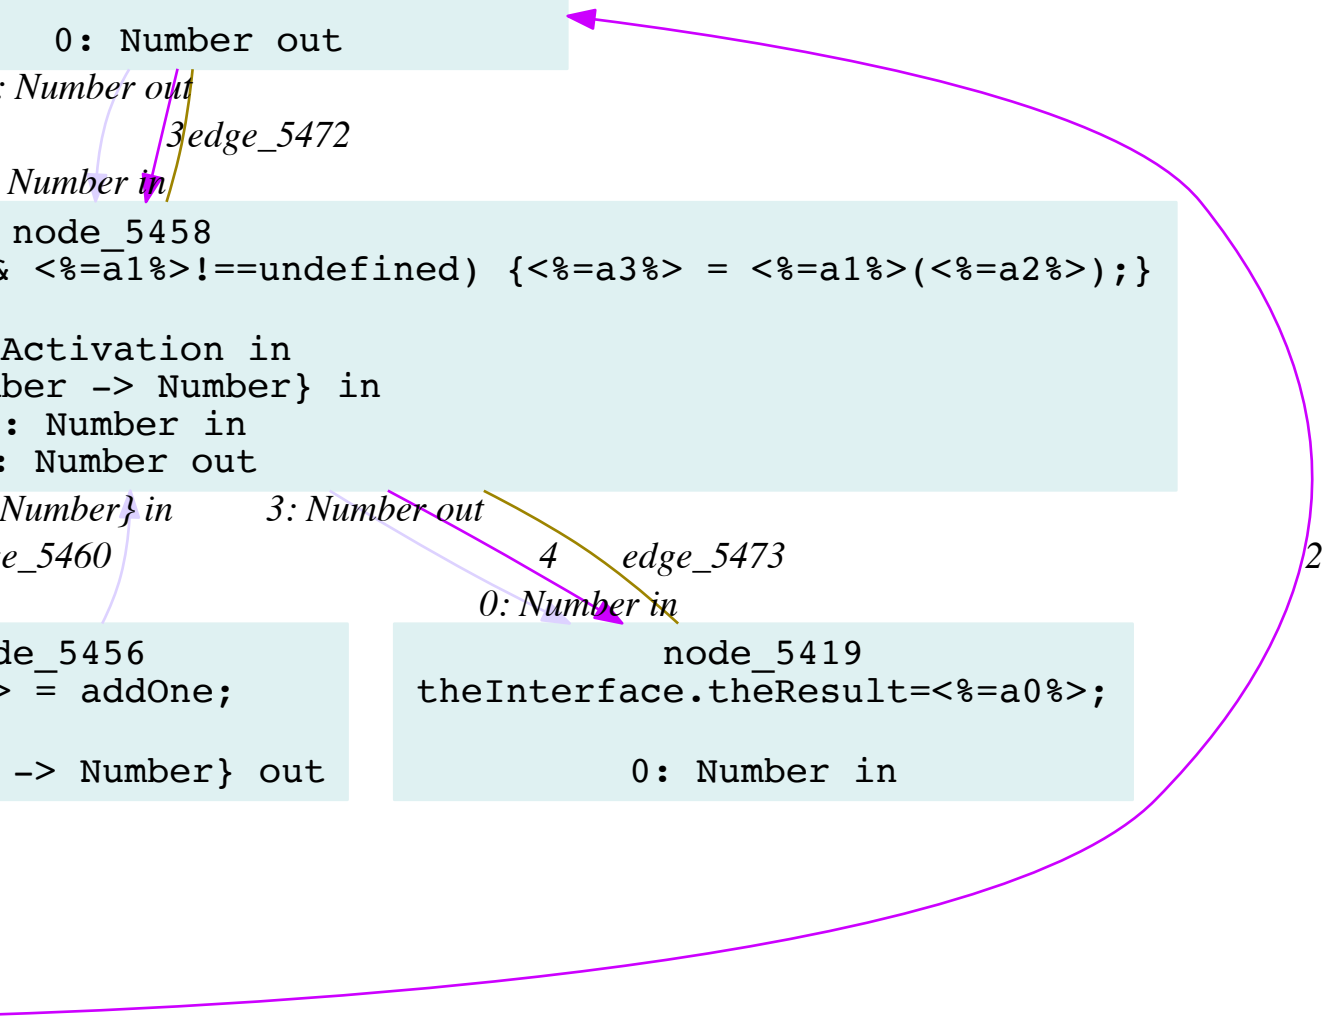 0: Number out
: Number out
3 edge_5472
Number in
node_5458
& <%=a1%>!==undefined) {<%=a3%> = <%=a1%>(<%=a2%>);}
Activation in
ber -> Number} in
: Number in
: Number out
Number} in 3: Number out
e_5460 4 edge_5473 2
0: Number in
de_5456 node_5419
> = addOne; theInterface.theResult=<%=a0%>;
-> Number} out 0: Number in